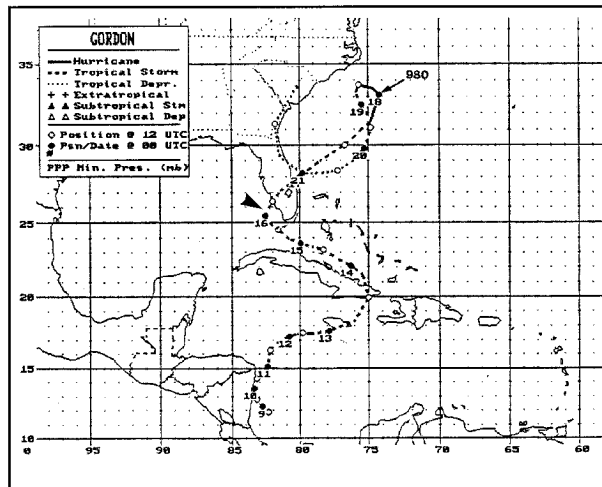 GORDON
Hurricane
Tropical Storm
Tropical Depr.
Extratropical
Subtropical Stm
Subtropical Dep
Position @ 12 UTC
Psn/Date @ 00 UTC
#
PPP Min. Pres. (mb)
980
35
30
25
20
15
10
19
18
20
21
16
15
14
12
13
11
10
9
0
95
90
85
80
75
70
65
60